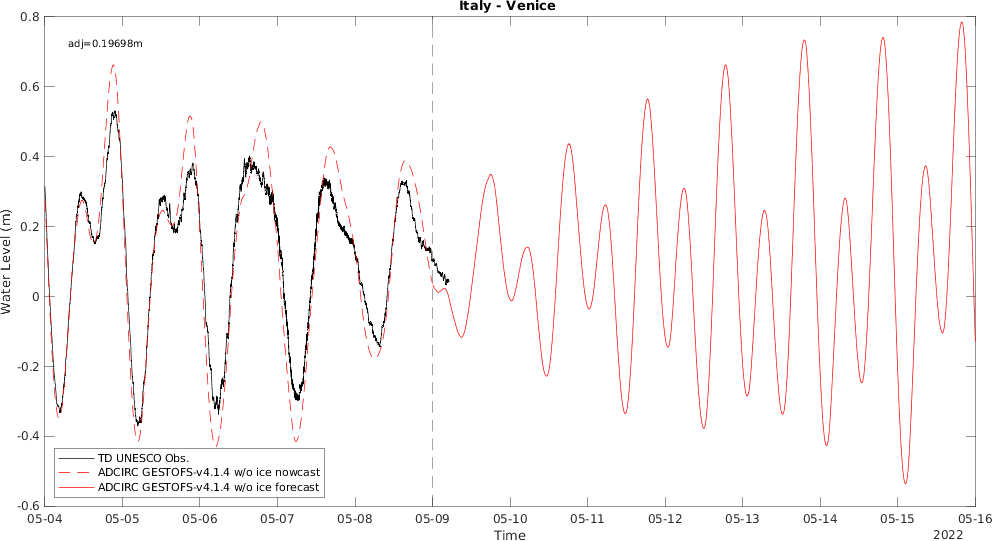 Italy - Venice
adj=0.19698m
0.8
0.6
0.4
0.2
0
-0.2
-0.4
-0.6
Water Level (m)
TD UNESCO Obs.
ADCIRC GESTOFS-v4.1.4 w/o ice nowcast
ADCIRC GESTOFS-v4.1.4 w/o ice forecast
05-04 05-05 05-06 05-07 05-08 05-09 05-10 05-11 05-12 05-13 05-14 05-15 05-16
Time
2022